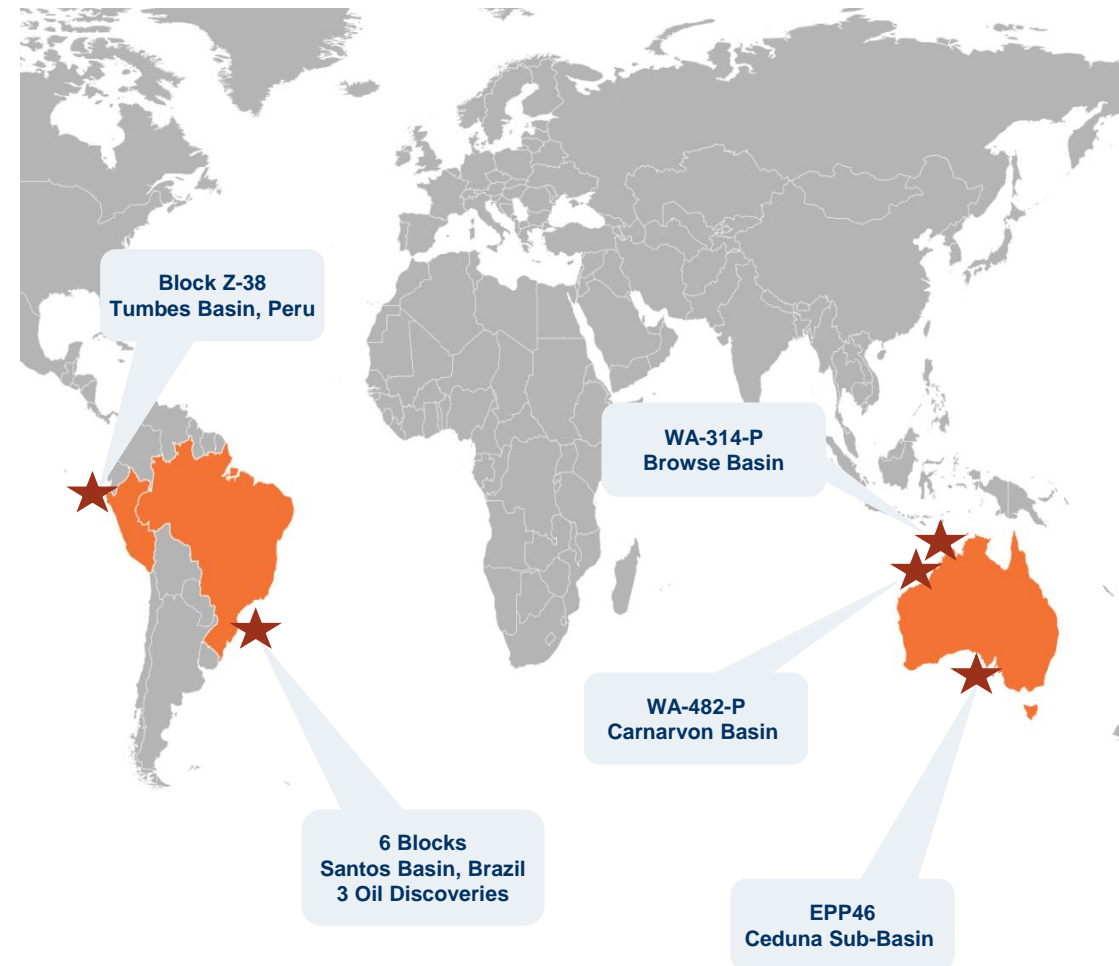 Block Z-38
Tumbes Basin, Peru
WA-314-P
Browse Basin
WA-482-P
Carnarvon Basin
6 Blocks
Santos Basin, Brazil
3 Oil Discoveries
EPP46
Ceduna Sub-Basin